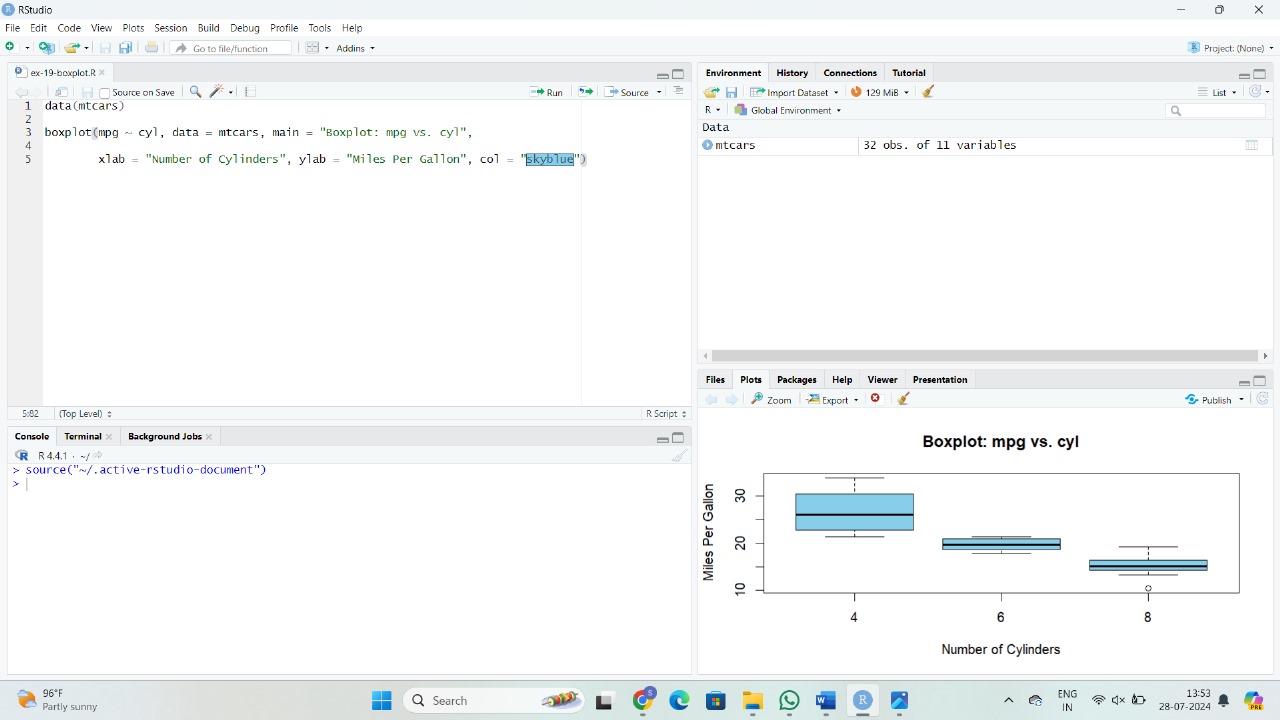 RStudio
File Edit Code View Plots Session Build Debug Profile Tools Help
Go to file/function Addins Project: (None)
ex-19-boxplot.R
Source on Save Run Source
data(mtcars)
2
3 boxplot(mpg ~ cyl, data = mtcars, main = "Boxplot: mpg vs. cyl",
4
5 xlab = "Number of Cylinders", ylab = "Miles Per Gallon", col = "skyblue")
5:82 (Top Level) R Script
Console Terminal Background Jobs
R 4.4.1 · ~/
> source("~/.active-rstudio-document")
>
Environment History Connections Tutorial
Import Dataset 129 MiB List
R Global Environment
Data
mtcars 32 obs. of 11 variables
Files Plots Packages Help Viewer Presentation
Zoom Export Publish
Boxplot: mpg vs. cyl
Miles Per Gallon
30
20
10
4 6 8
Number of Cylinders
96°F
Partly sunny
Search
ENG
IN
13:53
28-07-2024